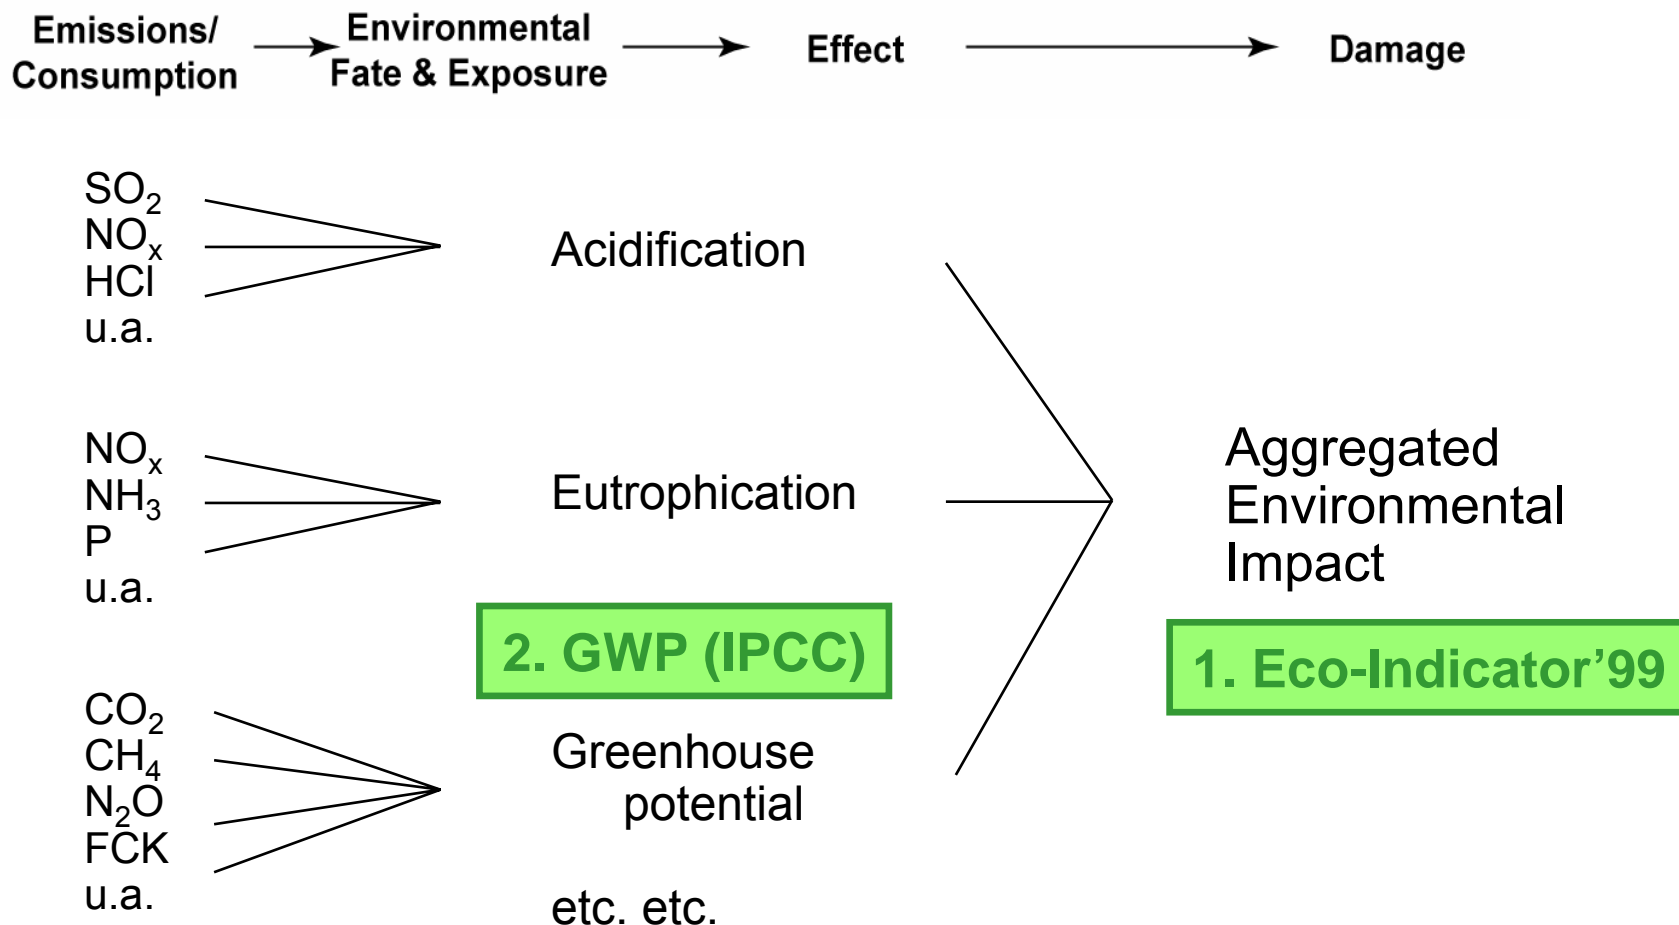 Emissions/
Consumption
Environmental
Fate & Exposure
Effect
Damage
SO₂
NOₓ
HCl
u.a.
Acidification
NOₓ
NH₃
P
u.a.
Eutrophication
Aggregated
Environmental
Impact
2. GWP (IPCC)
1. Eco-Indicator’99
CO₂
CH₄
N₂O
FCK
u.a.
Greenhouse
potential
etc. etc.